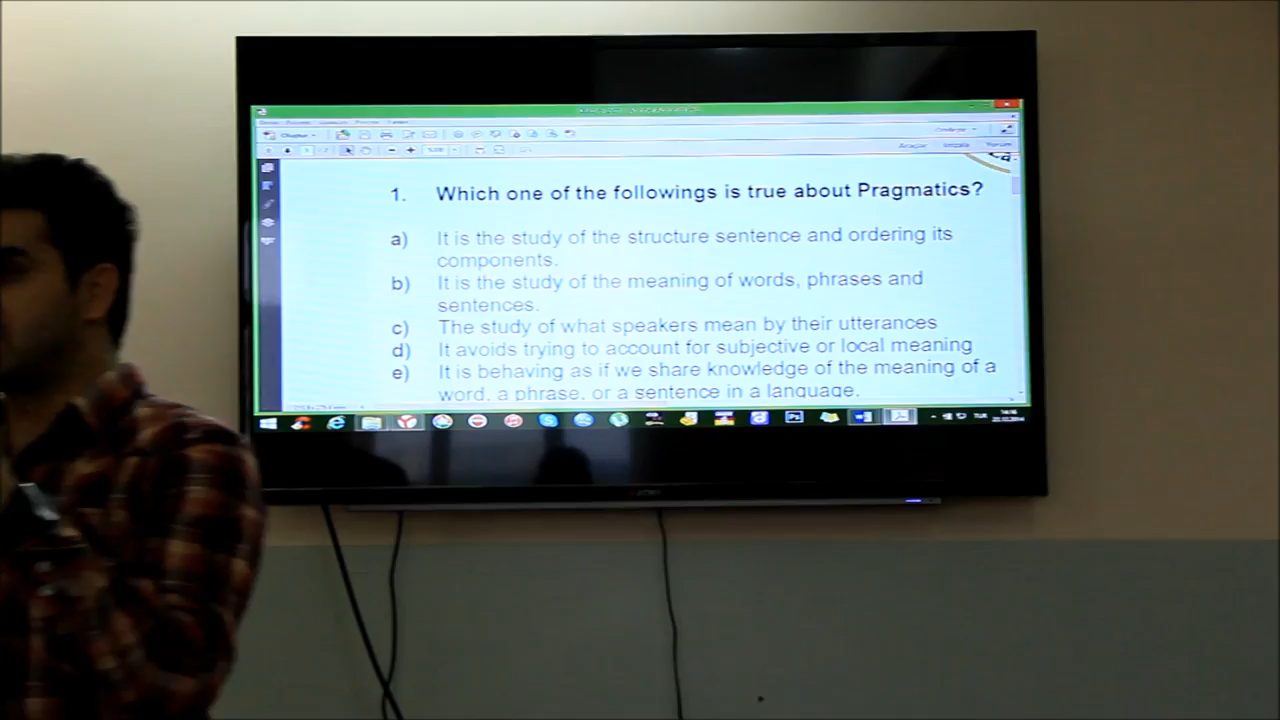 1. Which one of the followings is true about Pragmatics?
a) It is the study of the structure sentence and ordering its
components.
b) It is the study of the meaning of words, phrases and
sentences.
c) The study of what speakers mean by their utterances
d) It avoids trying to account for subjective or local meaning
e) It is behaving as if we share knowledge of the meaning of a
word, a phrase, or a sentence in a language.